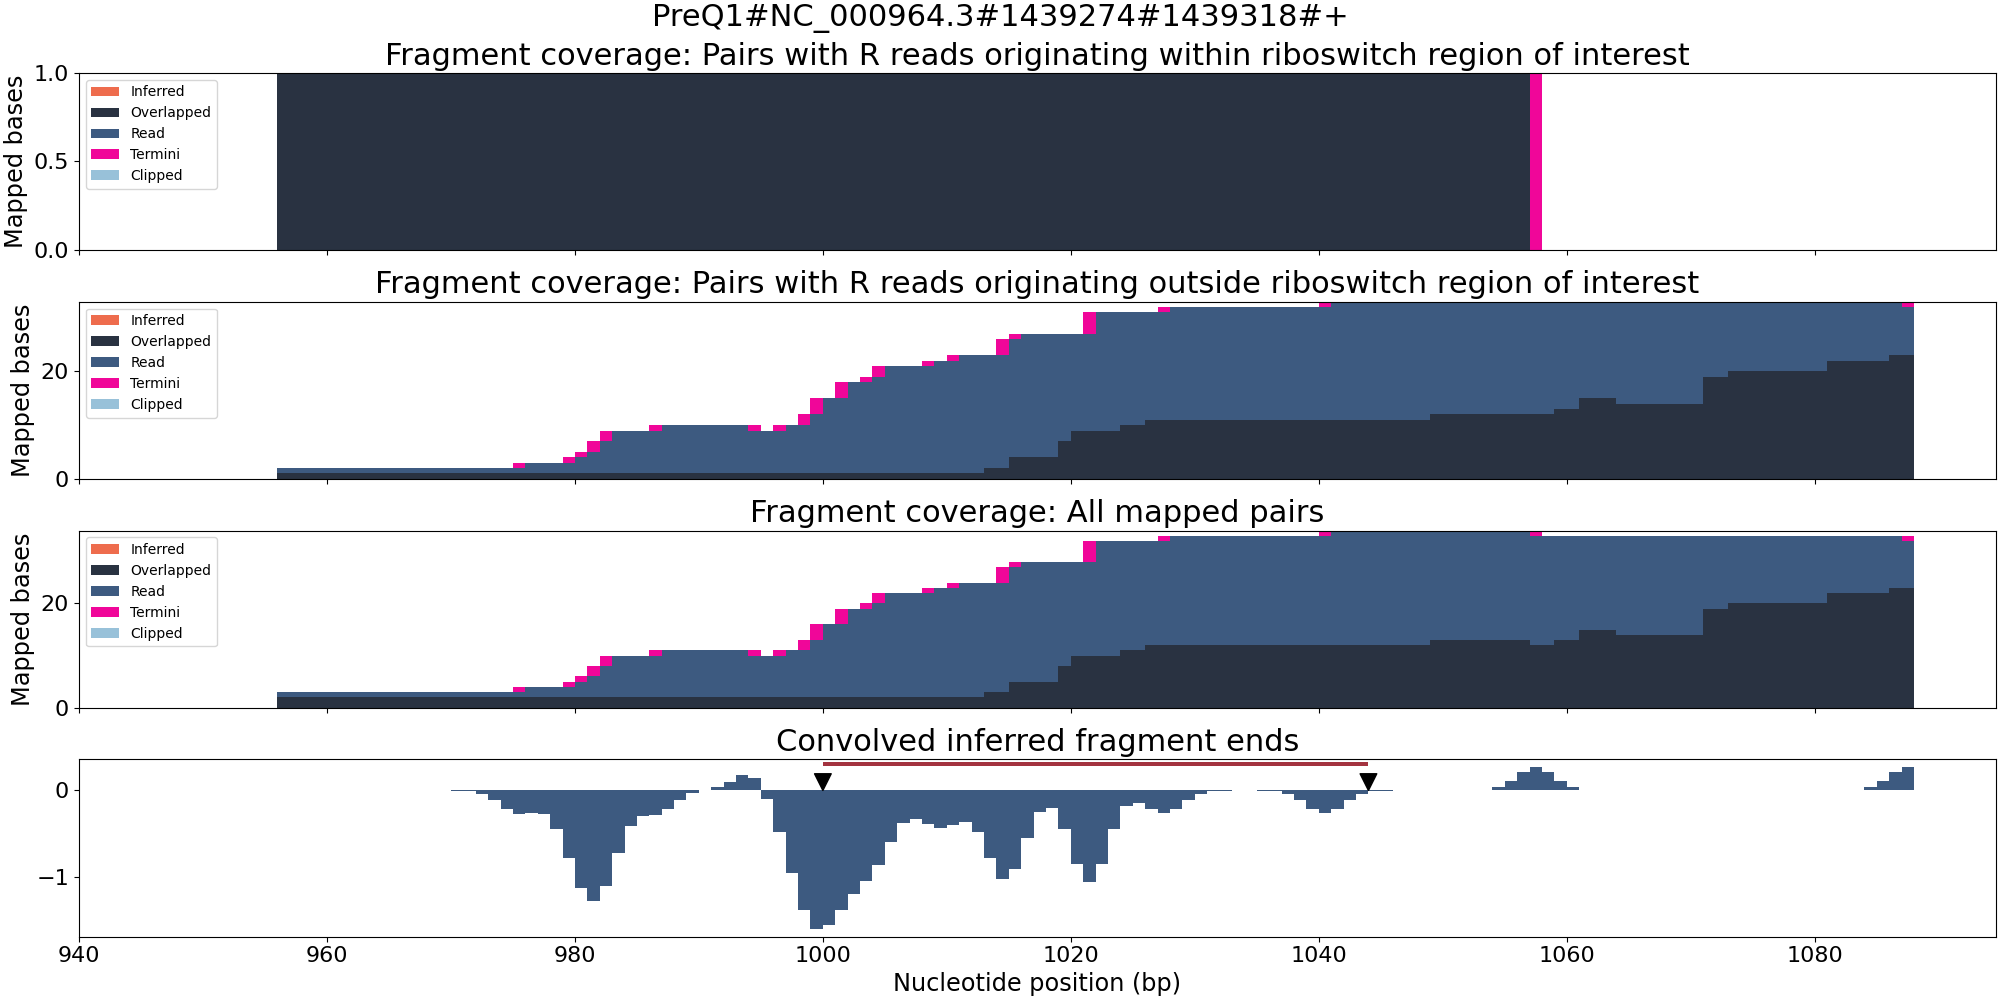 PreQ1#NC_000964.3#1439274#1439318#+
Fragment coverage: Pairs with R reads originating within riboswitch region of interest
Mapped bases
1.0
0.5
0.0
Inferred
Overlapped
Read
Termini
Clipped
Fragment coverage: Pairs with R reads originating outside riboswitch region of interest
Mapped bases
20
0
Inferred
Overlapped
Read
Termini
Clipped
Fragment coverage: All mapped pairs
Mapped bases
20
0
Inferred
Overlapped
Read
Termini
Clipped
Convolved inferred fragment ends
0
−1
940 960 980 1000 1020 1040 1060 1080
Nucleotide position (bp)